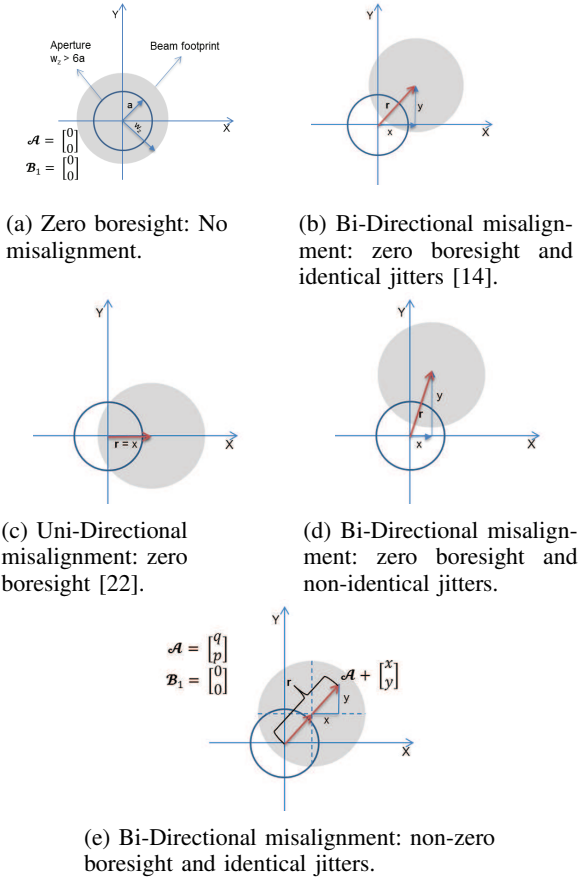 Y
Aperture
w_z > 6a
Beam footprint
a
w_z
X
𝓐 = [0 0]
𝓑₁ = [0 0]
(a) Zero boresight: No
misalignment.
Y
r
y
x
X
(b) Bi-Directional misalign-
ment: zero boresight and
identical jitters [14].
Y
r = x
X
(c) Uni-Directional
misalignment: zero
boresight [22].
Y
y
r
x
X
(d) Bi-Directional misalign-
ment: zero boresight and
non-identical jitters.
Y
𝓐 = [q p]
𝓑₁ = [0 0]
r
𝓐 + [x y]
y
x
X
(e) Bi-Directional misalignment: non-zero
boresight and identical jitters.